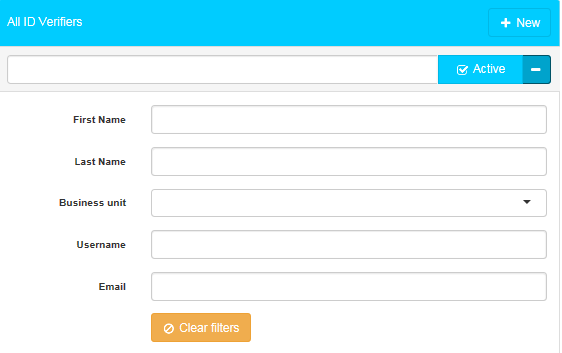 All ID Verifiers
New
Active
First Name
Last Name
Business unit
Username
Email
Clear filters